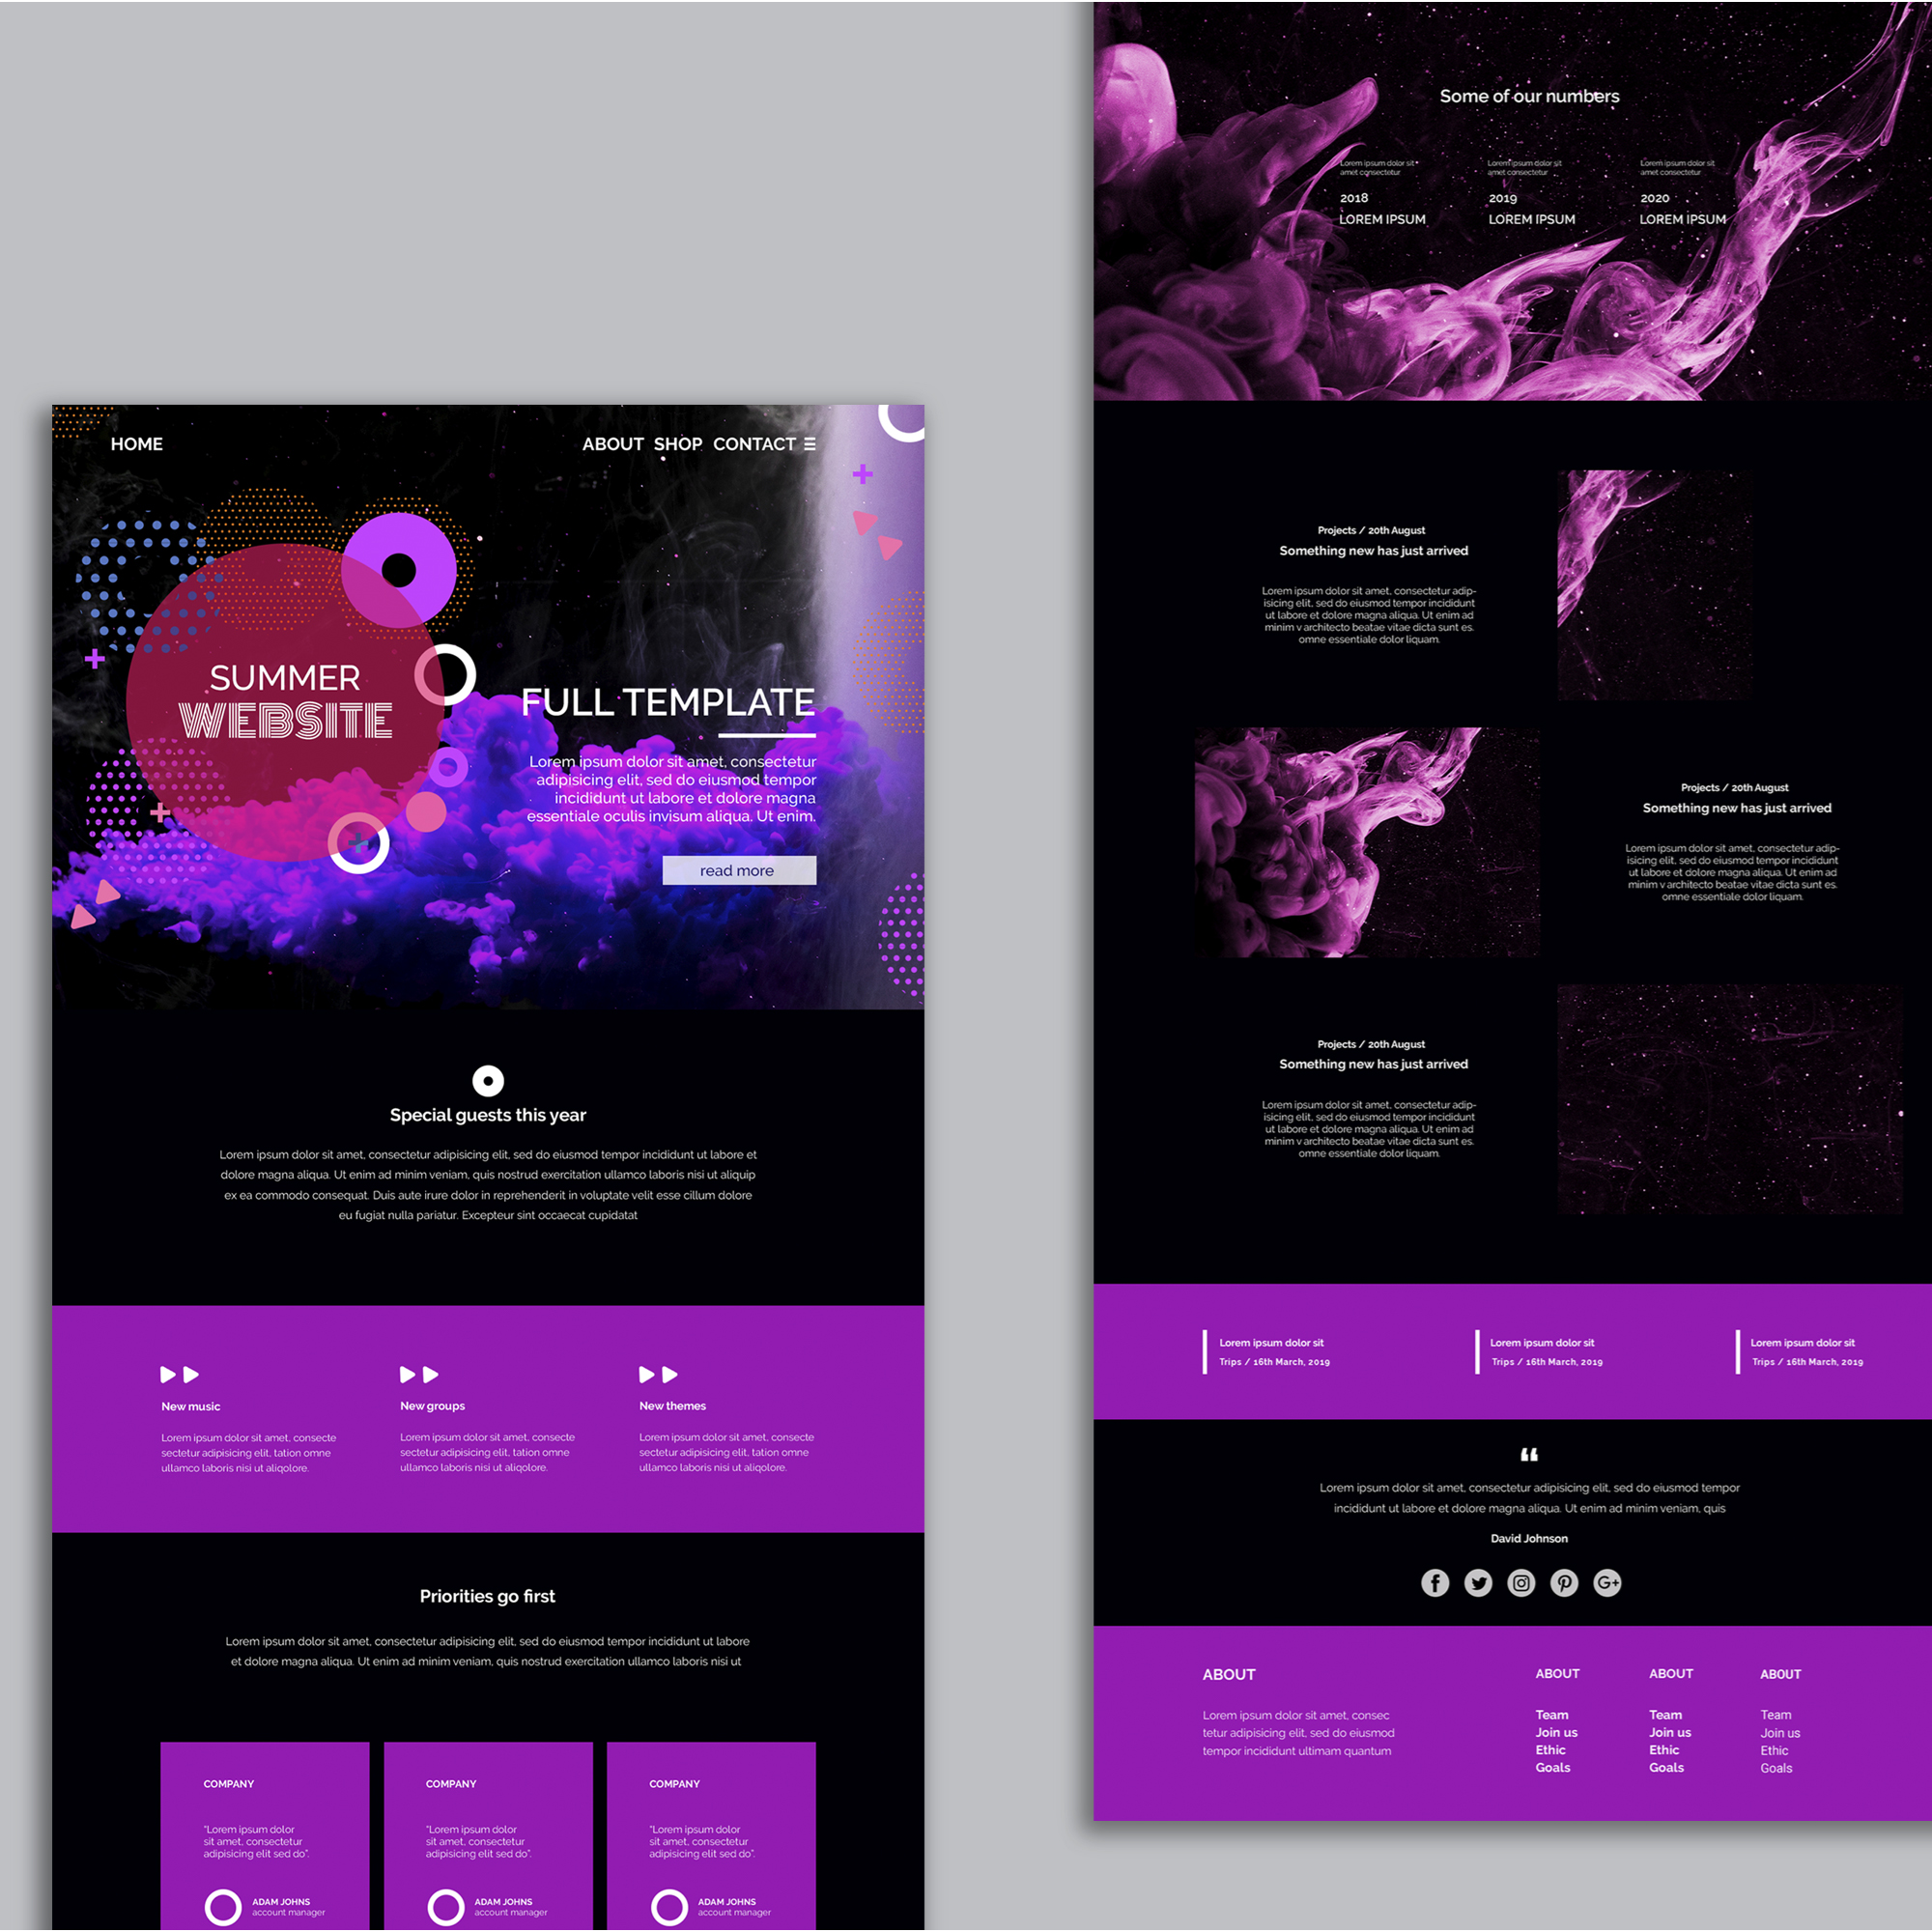 HOME
ABOUT SHOP CONTACT
SUMMER
WEBSITE
FULL TEMPLATE
Lorem ipsum dolor sit amet, consectetur
adipisicing elit, sed do eiusmod tempor
incididunt ut labore et dolore magna
essentiale oculis invisum aliqua. Ut enim.
read more
Special guests this year
Lorem ipsum dolor sit amet, consectetur adipisicing elit, sed do eiusmod tempor incididunt ut labore et
dolore magna aliqua. Ut enim ad minim veniam, quis nostrud exercitation ullamco laboris nisi ut aliquip
ex ea commodo consequat. Duis aute irure dolor in reprehenderit in voluptate velit esse cillum dolore
eu fugiat nulla pariatur. Excepteur sint occaecat cupidatat
New music
Lorem ipsum dolor sit amet, consecte
sectetur adipisicing elit, tation omne
ullamco laboris nisi ut aliqolore.
New groups
Lorem ipsum dolor sit amet, consecte
sectetur adipisicing elit, tation omne
ullamco laboris nisi ut aliqolore.
New themes
Lorem ipsum dolor sit amet, consecte
sectetur adipisicing elit, tation omne
ullamco laboris nisi ut aliqolore.
Priorities go first
Lorem ipsum dolor sit amet, consectetur adipisicing elit, sed do eiusmod tempor incididunt ut labore
et dolore magna aliqua. Ut enim ad minim veniam, quis nostrud exercitation ullamco laboris nisi ut
COMPANY
"Lorem ipsum dolor
sit amet, consectetur
adipisicing elit sed do".
ADAM JOHNS
account manager
COMPANY
"Lorem ipsum dolor
sit amet, consectetur
adipisicing elit sed do".
ADAM JOHNS
account manager
COMPANY
"Lorem ipsum dolor
sit amet, consectetur
adipisicing elit sed do".
ADAM JOHNS
account manager
Some of our numbers
Lorem ipsum dolor sit
amet consectetur
2018
LOREM IPSUM
Lorem ipsum dolor sit
amet consectetur
2019
LOREM IPSUM
Lorem ipsum dolor sit
amet consectetur
2020
LOREM IPSUM
Projects / 20th August
Something new has just arrived
Lorem ipsum dolor sit amet, consectetur adip-
isicing elit, sed do eiusmod tempor incididunt
ut labore et dolore magna aliqua. Ut enim ad
minim v architecto beatae vitae dicta sunt es.
omne essentiale dolor liquam.
Projects / 20th August
Something new has just arrived
Lorem ipsum dolor sit amet, consectetur adip-
isicing elit, sed do eiusmod tempor incididunt
ut labore et dolore magna aliqua. Ut enim ad
minim v architecto beatae vitae dicta sunt es.
omne essentiale dolor liquam.
Projects / 20th August
Something new has just arrived
Lorem ipsum dolor sit amet, consectetur adip-
isicing elit, sed do eiusmod tempor incididunt
ut labore et dolore magna aliqua. Ut enim ad
minim v architecto beatae vitae dicta sunt es.
omne essentiale dolor liquam.
Lorem ipsum dolor sit
Trips / 16th March, 2019
Lorem ipsum dolor sit
Trips / 16th March, 2019
Lorem ipsum dolor sit
Trips / 16th March, 2019
“
Lorem ipsum dolor sit amet, consectetur adipisicing elit, sed do eiusmod tempor
incididunt ut labore et dolore magna aliqua. Ut enim ad minim veniam, quis
David Johnson
f G+
ABOUT
Lorem ipsum dolor sit amet, consec
tetur adipisicing elit, sed do eiusmod
tempor incididunt ultimam quantum
ABOUT
Team
Join us
Ethic
Goals
ABOUT
Team
Join us
Ethic
Goals
ABOUT
Team
Join us
Ethic
Goals